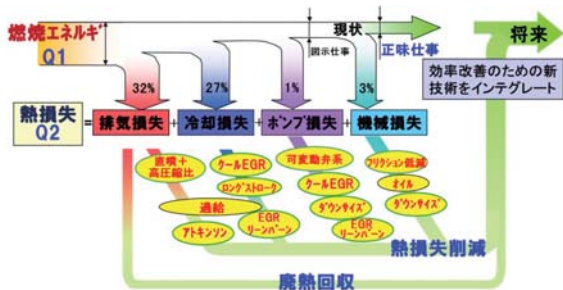 燃焼エネルギ
Q1
現状
将来
図示仕事
正味仕事
32%
27%
1%
3%
効率改善のための新
技術をインテグレート
熱損失
Q2
=
排気損失
+
冷却損失
+
ポンプ損失
+
機械損失
直噴+
高圧縮比
クールEGR
ロングストローク
過給
アトキンソン
EGR
リーンバーン
可変動弁系
クールEGR
ダウンサイズ
EGR
リーンバーン
フリクション低減
オイル
ダウンサイズ
熱損失削減
廃熱回収